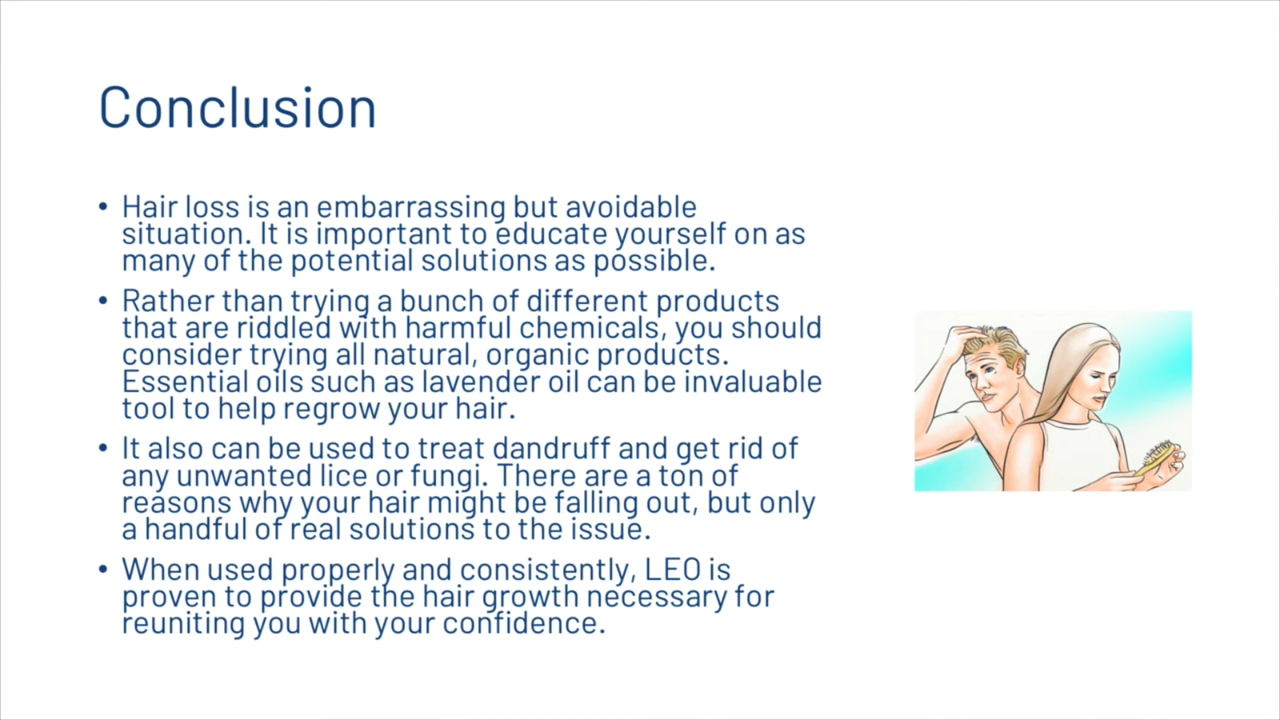 Conclusion
• Hair loss is an embarrassing but avoidable
situation. It is important to educate yourself on as
many of the potential solutions as possible.
• Rather than trying a bunch of different products
that are riddled with harmful chemicals, you should
consider trying all natural, organic products.
Essential oils such as lavender oil can be invaluable
tool to help regrow your hair.
• It also can be used to treat dandruff and get rid of
any unwanted lice or fungi. There are a ton of
reasons why your hair might be falling out, but only
a handful of real solutions to the issue.
• When used properly and consistently, LEO is
proven to provide the hair growth necessary for
reuniting you with your confidence.